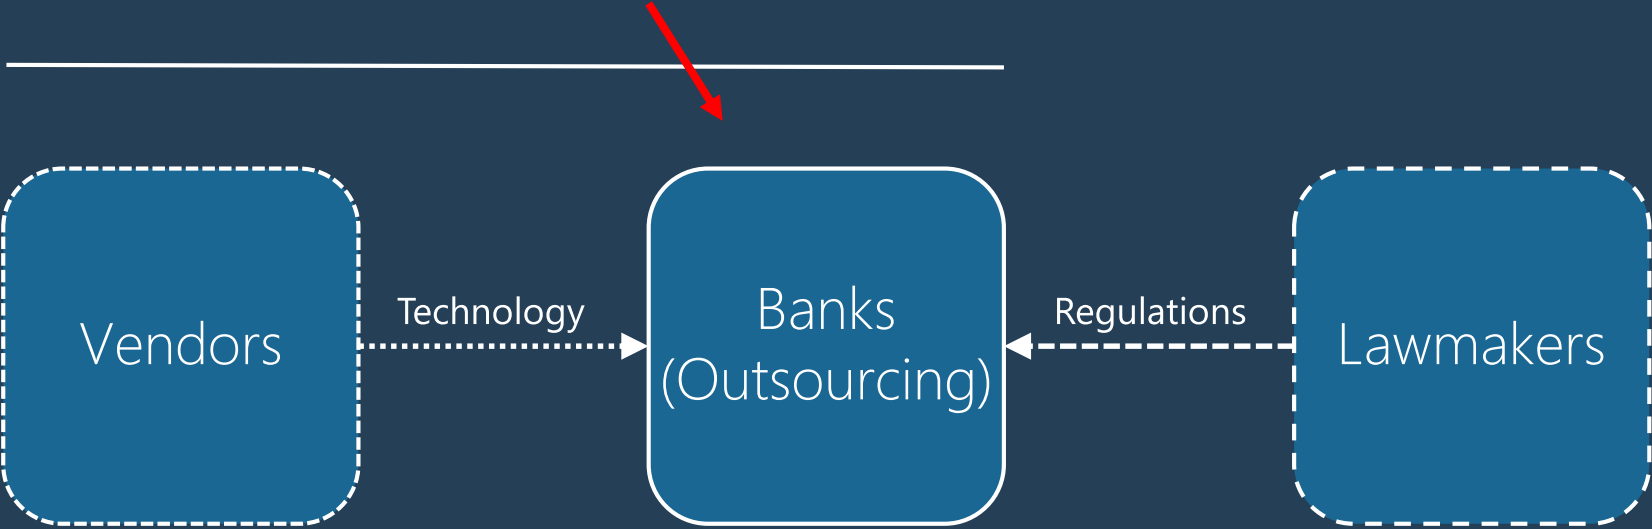 Vendors
Technology
Banks
(Outsourcing)
Regulations
Lawmakers